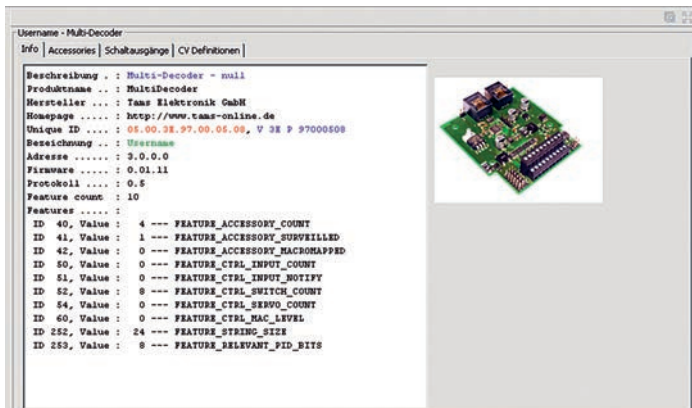 Username - Multi-Decoder
Info | Accessories | Schaltausgänge | CV Definitionen
Beschreibung . : Multi-Decoder - null
Produktname .. : MultiDecoder
Hersteller ... : Tams Elektronik GmbH
Homepage ..... : http://www.tams-online.de
Unique ID .... : 05.00.3E.97.00.05.08, V 3E P 97000508
Bezeichnung .. : Username
Adresse ...... : 3.0.0.0
Firmware ..... : 0.01.11
Protokoll .... : 0.5
Feature count : 10
Features ..... :
ID 40, Value : 4 --- FEATURE_ACCESSORY_COUNT
ID 41, Value : 1 --- FEATURE_ACCESSORY_SURVEILLED
ID 42, Value : 0 --- FEATURE_ACCESSORY_MACROMAPPED
ID 50, Value : 0 --- FEATURE_CTRL_INPUT_COUNT
ID 51, Value : 0 --- FEATURE_CTRL_INPUT_NOTIFY
ID 52, Value : 8 --- FEATURE_CTRL_SWITCH_COUNT
ID 54, Value : 0 --- FEATURE_CTRL_SERVO_COUNT
ID 60, Value : 0 --- FEATURE_CTRL_MAC_LEVEL
ID 252, Value : 24 --- FEATURE_STRING_SIZE
ID 253, Value : 8 --- FEATURE_RELEVANT_PID_BITS